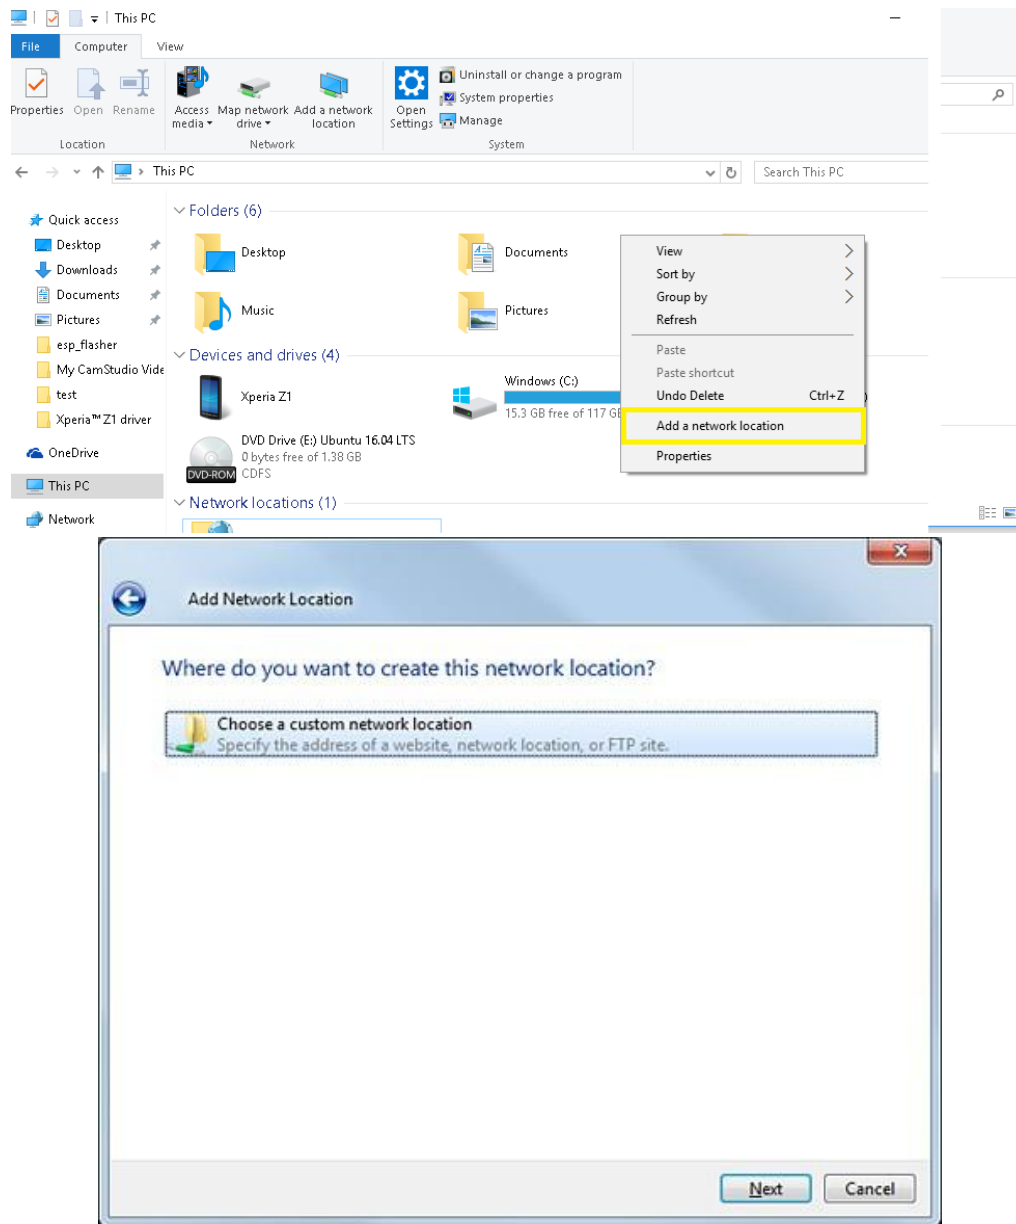 This PC
File Computer View
Properties Open Rename
Access media Map network drive Add a network location
Open Settings
Uninstall or change a program
System properties
Manage
Location Network System
This PC
Search This PC
Quick access
Desktop
Downloads
Documents
Pictures
esp_flasher
My CamStudio Vide
test
Xperia™ Z1 driver
OneDrive
This PC
Network
Folders (6)
Desktop
Documents
Music
Pictures
Devices and drives (4)
Xperia Z1
Windows (C:)
15.3 GB free of 117 GB
DVD Drive (E:) Ubuntu 16.04 LTS
0 bytes free of 1.38 GB
CDFS
DVD-ROM
Network locations (1)
View
Sort by
Group by
Refresh
Paste
Paste shortcut
Undo Delete Ctrl+Z
Add a network location
Properties
Add Network Location
Where do you want to create this network location?
Choose a custom network location
Specify the address of a website, network location, or FTP site.
Next Cancel